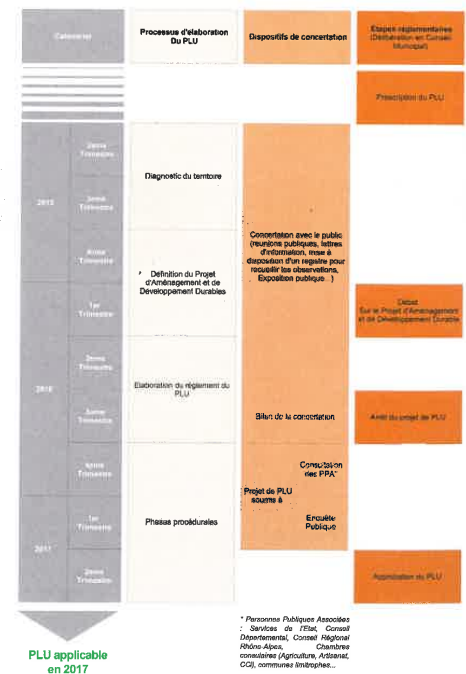 Calendrier
Processus d'élaboration
Du PLU
Dispositifs de concertation
Etapes réglementaires
(Délibération en Conseil
Municipal)
Prescription du PLU
2015
2ème
Trimestre
3ème
Trimestre
4ème
Trimestre
Diagnostic du territoire
Définition du Projet
d'Aménagement et de
Développement Durables
Concertation avec le public
(reunions publiques, lettres
d'information, mise à
disposition d'un registre pour
recueillir les observations,
Exposition publique...)
1er
Trimestre
Débat
Sur le Projet d'Aménagement
et de Développement Durable
2016
2ème
Trimestre
3ème
Trimestre
Elaboration du règlement du
PLU
Bilan de la concertation
Arrêt du projet de PLU
4ème
Trimestre
Consultation
des PPA*
Projet de PLU
soumis à
Enquête
Publique
Phases procédurales
2017
1er
Trimestre
2ème
Trimestre
Approbation du PLU
PLU applicable
en 2017
* Personnes Publiques Associées
: Services de l'Etat, Conseil
Départemental, Conseil Régional
Rhône-Alpes, Chambres
consulaires (Agriculture, Artisanat,
CCI), communes limitrophes...